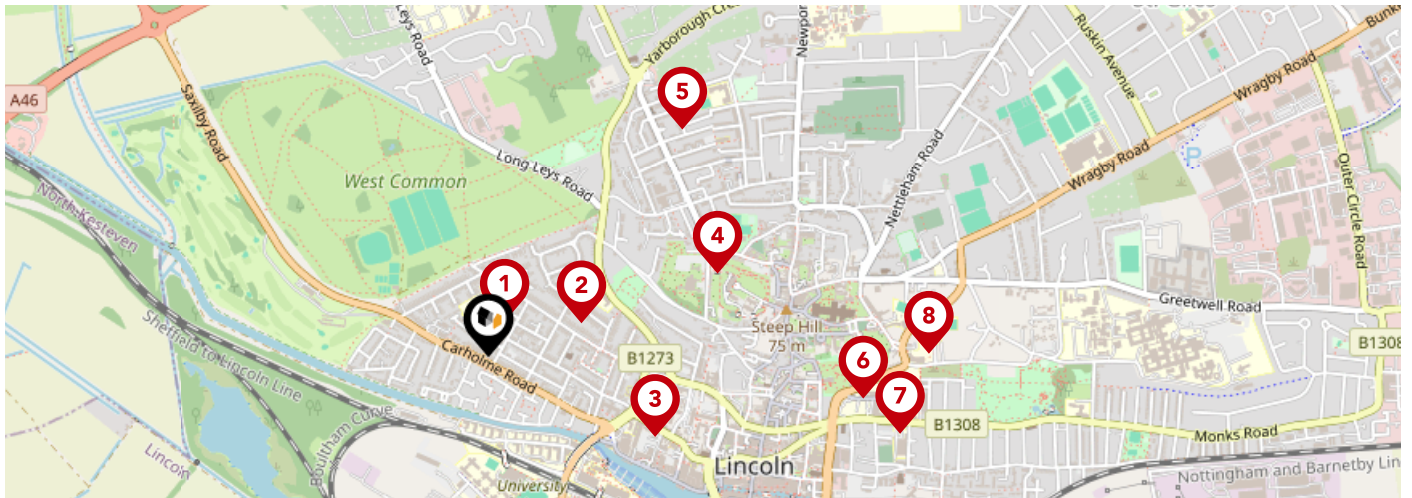 Yarborough Cre
Newpor
Leys Road
Ruskin Avenue
Wragby Road
Bunk
A46
Saxilby Road
5
Long Leys Road
West Common
Nettleham Road
Wragby Road
P
Outer Circle Road
North Kesteven
4
1
2
Greetwell Road
Steep Hill
75 m
8
Sheffield to Lincoln Line
Carholme Road
B1273
6
B1308
3
7
B1308
Monks Road
Boultham Curve
Lincoln
Lincoln
University
Nottingham and Barnetby Lin